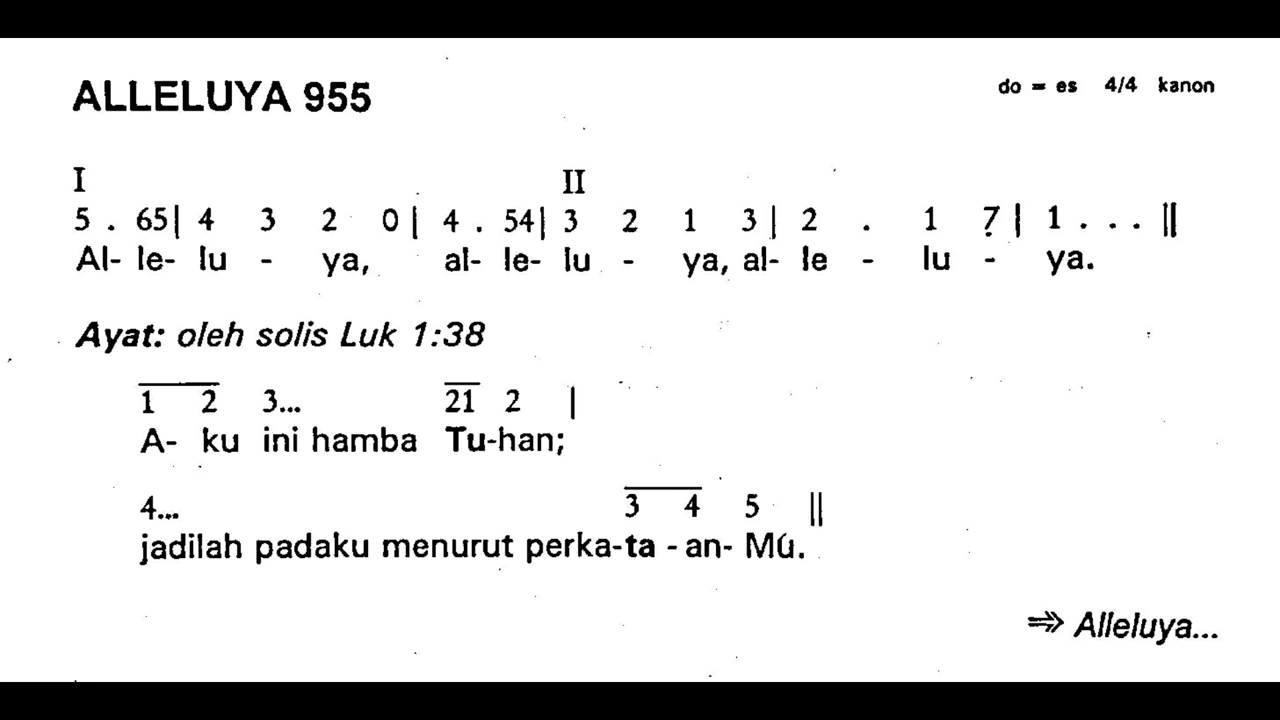 ALLELUYA 955 do = es 4/4 kanon
I II
5 . 65| 4 3 2 0| 4 . 54| 3 2 1 3| 2 . 1 7̣ | 1 . . . ||
Al- le- lu - ya, al- le- lu - ya, al- le - lu - ya.
Ayat: oleh solis Luk 1:38
1 2 3... 21 2 |
A- ku ini hamba Tu-han;
4... 3 4 5 ||
jadilah padaku menurut perka-ta - an- Mu.
⇒ Alleluya...